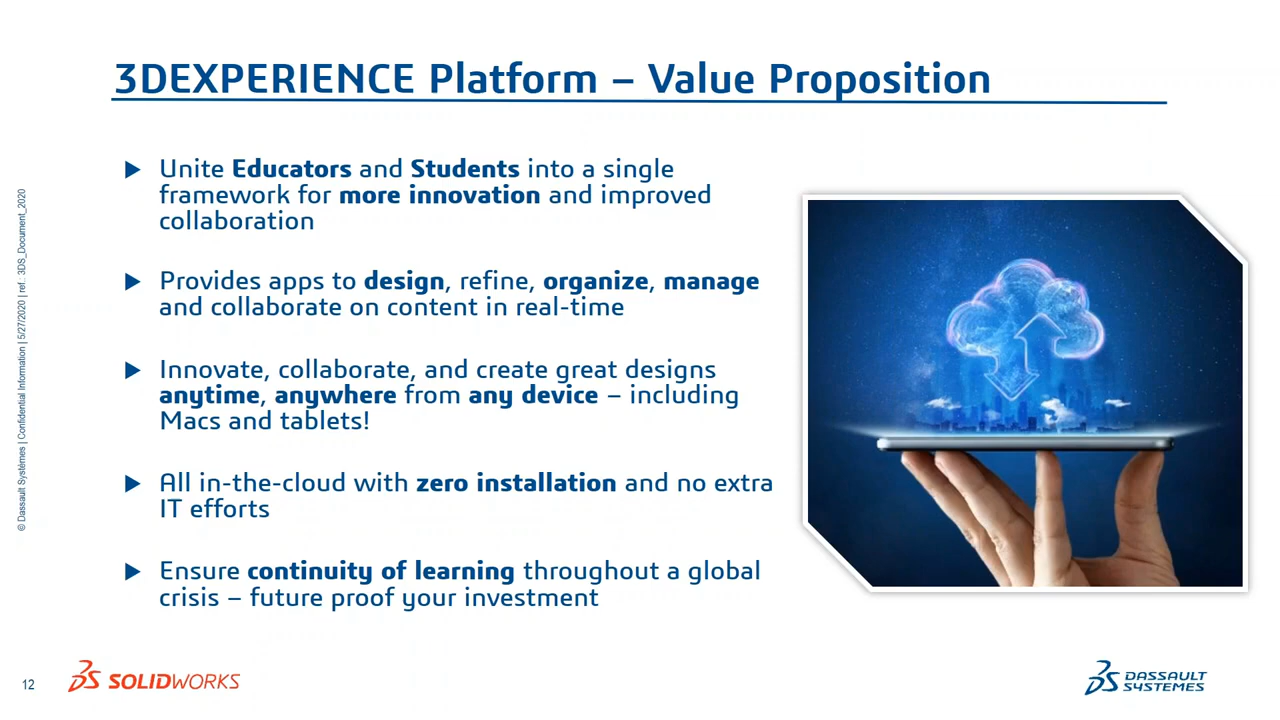 3DEXPERIENCE Platform – Value Proposition
Unite Educators and Students into a single
framework for more innovation and improved
collaboration
Provides apps to design, refine, organize, manage
and collaborate on content in real-time
Innovate, collaborate, and create great designs
anytime, anywhere from any device – including
Macs and tablets!
All in-the-cloud with zero installation and no extra
IT efforts
Ensure continuity of learning throughout a global
crisis – future proof your investment
© Dassault Systèmes | Confidential Information | 5/27/2020 | ref.: 3DS_Document_2020
12
SOLIDWORKS
DASSAULT
SYSTEMES